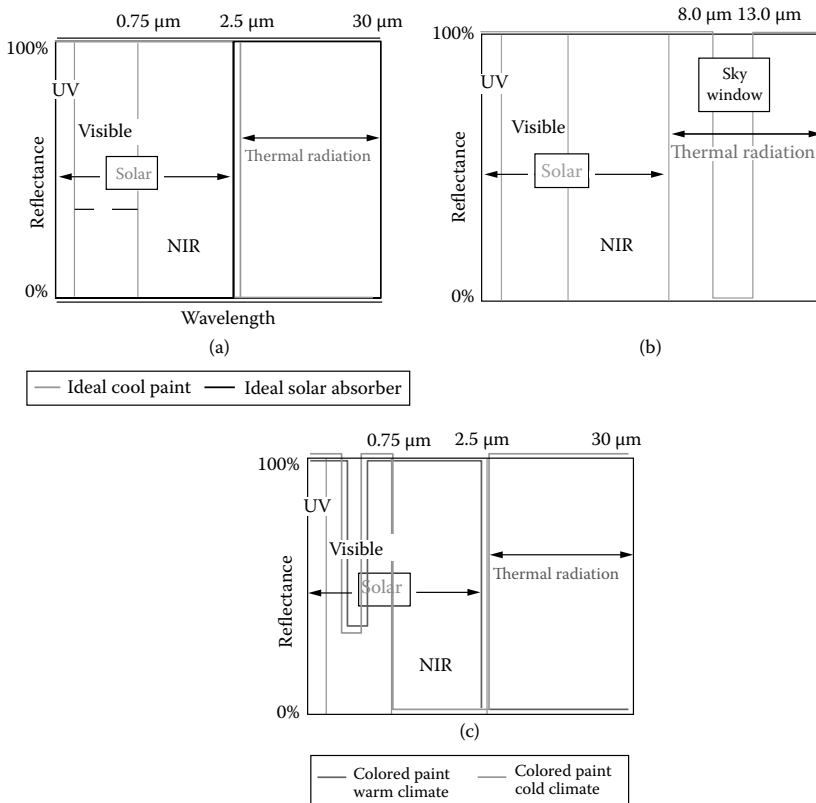 0.75 μm 2.5 μm 30 μm
100%
UV
Visible
Solar
Thermal radiation
NIR
Reflectance
0%
Wavelength
(a)
8.0 μm 13.0 μm
100%
UV
Sky
window
Visible
Solar
Thermal radiation
NIR
Reflectance
0%
(b)
Ideal cool paint Ideal solar absorber
0.75 μm 2.5 μm 30 μm
100%
UV
Visible
Solar
Thermal radiation
NIR
Reflectance
0%
(c)
Colored paint
warm climate
Colored paint
cold climate